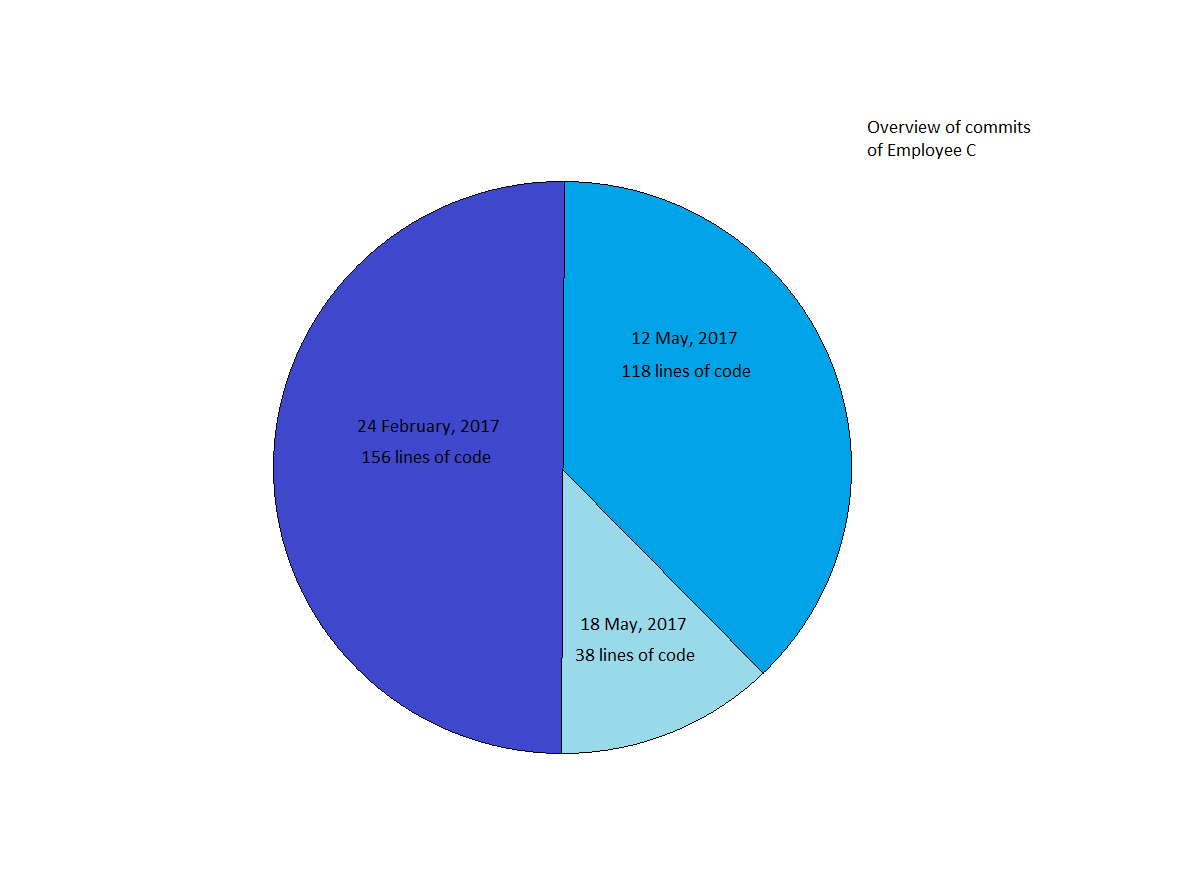 Overview of commits
of Employee C
12 May, 2017
118 lines of code
24 February, 2017
156 lines of code
18 May, 2017
38 lines of code